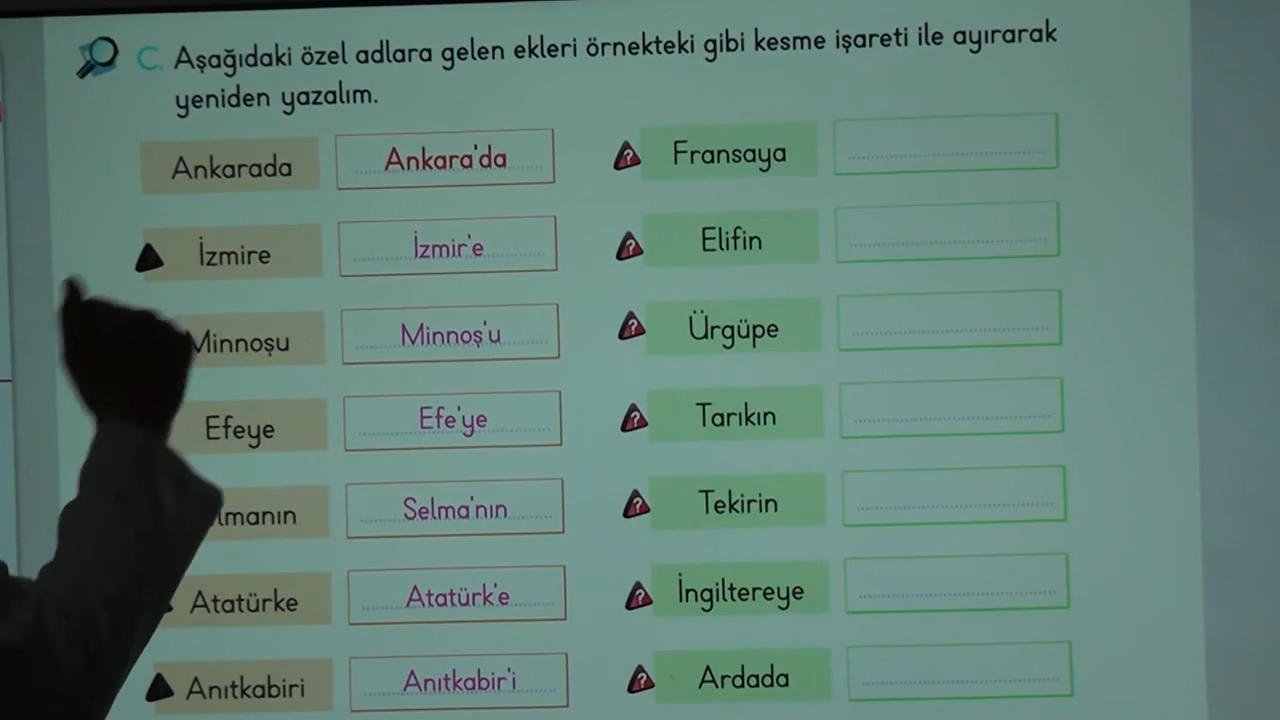 C. Aşağıdaki özel adlara gelen ekleri örnekteki gibi kesme işareti ile ayırarak
yeniden yazalım.
Ankarada Ankara'da ? Fransaya
İzmire İzmir'e ? Elifin
Minnoşu Minnoş'u ? Ürgüpe
Efeye Efe'ye ? Tarıkın
lmanın Selma'nın ? Tekirin
Atatürke Atatürk'e ? İngiltereye
Anıtkabiri Anıtkabir'i ? Ardada